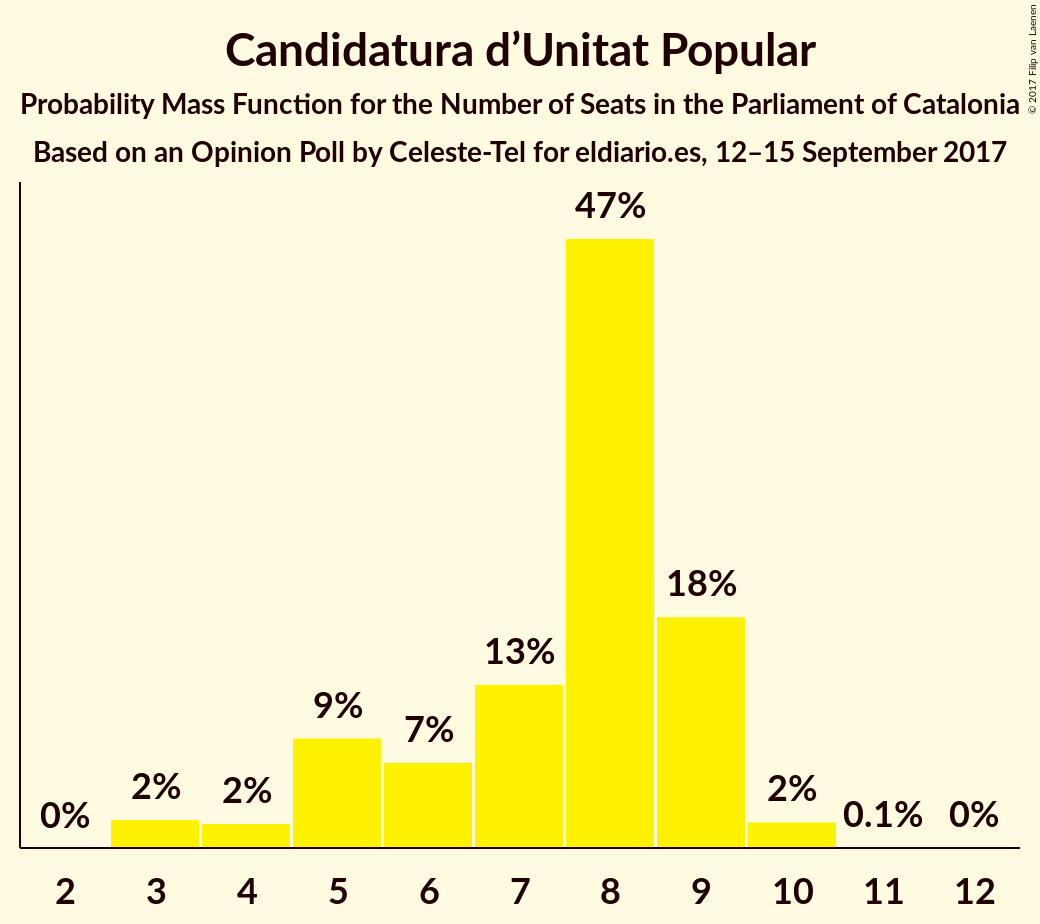 Candidatura d’Unitat Popular
Probability Mass Function for the Number of Seats in the Parliament of Catalonia
Based on an Opinion Poll by Celeste-Tel for eldiario.es, 12–15 September 2017
© 2017 Filip van Laenen
47%
18%
13%
9%
7%
2%
2%
2%
0%
0.1%
0%
2 3 4 5 6 7 8 9 10 11 12